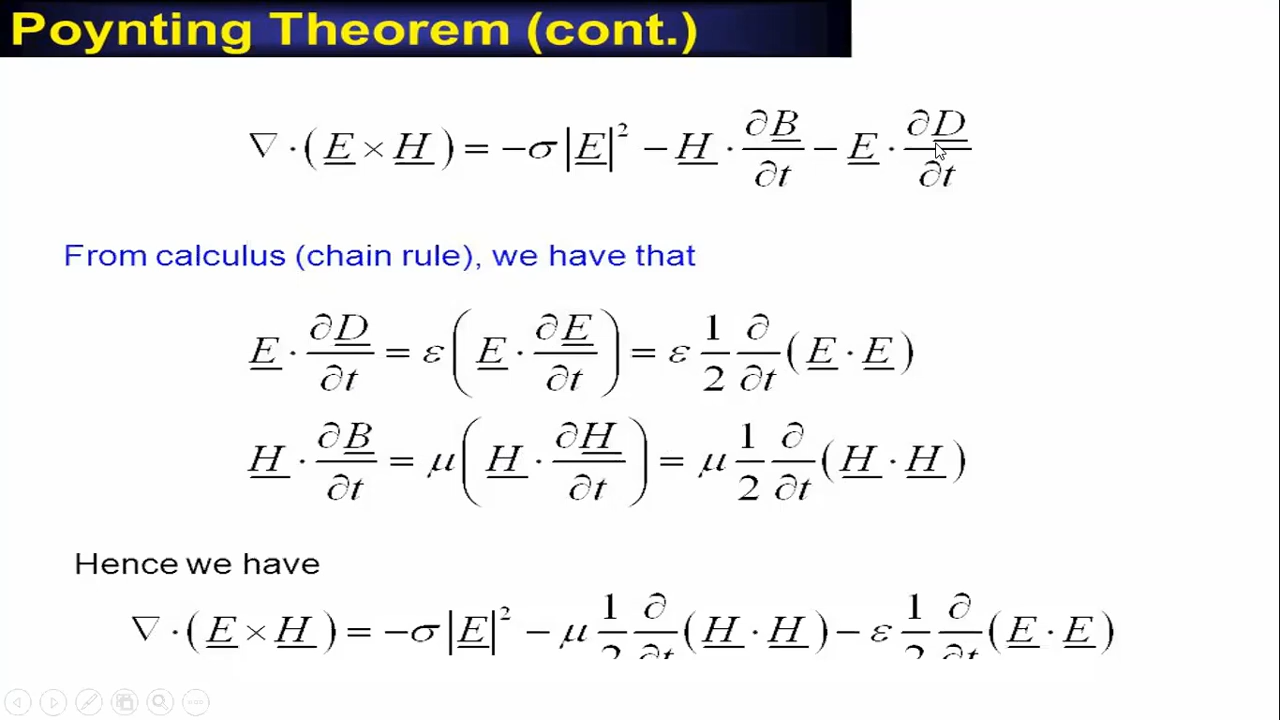 Poynting Theorem (cont.)
∇ · ( E̲ × H̲ ) = −σ |E̲|² − H̲ · ∂B̲/∂t − E̲ · ∂D̲/∂t
From calculus (chain rule), we have that
E̲ · ∂D̲/∂t = ε ( E̲ · ∂E̲/∂t ) = ε 1/2 ∂/∂t ( E̲ · E̲ )
H̲ · ∂B̲/∂t = μ ( H̲ · ∂H̲/∂t ) = μ 1/2 ∂/∂t ( H̲ · H̲ )
Hence we have
∇ · ( E̲ × H̲ ) = −σ |E̲|² − μ 1/2 ∂/∂t ( H̲ · H̲ ) − ε 1/2 ∂/∂t ( E̲ · E̲ )